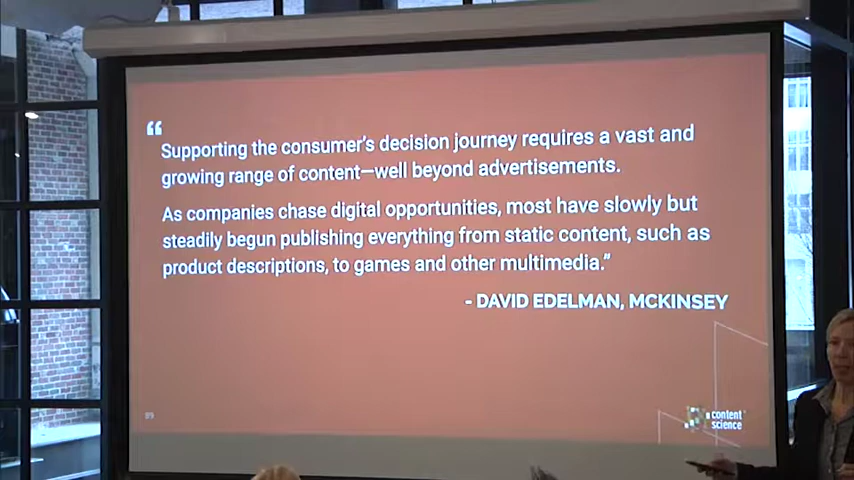 “
Supporting the consumer’s decision journey requires a vast and
growing range of content—well beyond advertisements.
As companies chase digital opportunities, most have slowly but
steadily begun publishing everything from static content, such as
product descriptions, to games and other multimedia.”
- DAVID EDELMAN, MCKINSEY
89
content
science